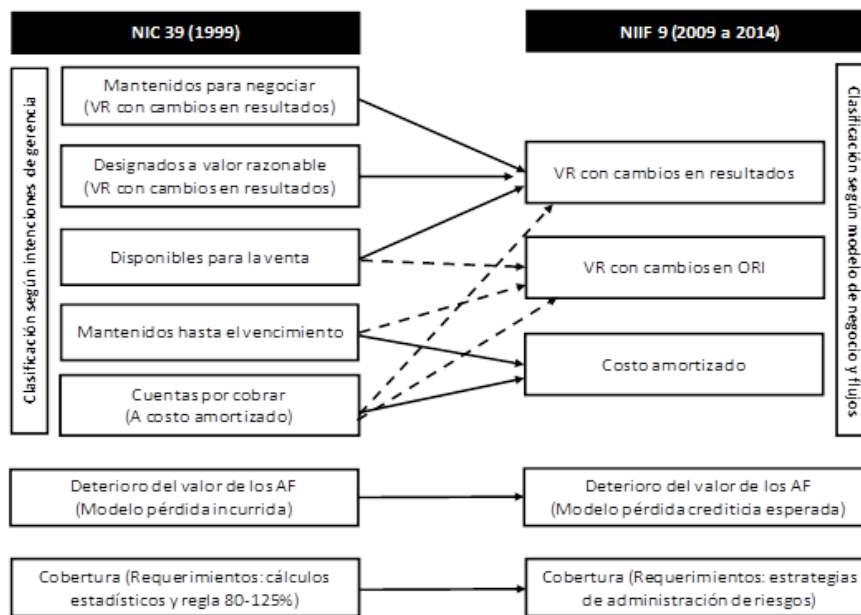 NIC 39 (1999)
NIIF 9 (2009 a 2014)
Clasificación según intenciones de gerencia
Mantenidos para negociar
(VR con cambios en resultados)
Designados a valor razonable
(VR con cambios en resultados)
Disponibles para la venta
Mantenidos hasta el vencimiento
Cuentas por cobrar
(A costo amortizado)
VR con cambios en resultados
VR con cambios en ORI
Costo amortizado
Clasificación según modelo de negocio y flujos
Deterioro del valor de los AF
(Modelo pérdida incurrida)
Deterioro del valor de los AF
(Modelo pérdida crediticia esperada)
Cobertura (Requerimientos: cálculos
estadísticos y regla 80-125%)
Cobertura (Requerimientos: estrategias
de administración de riesgos)